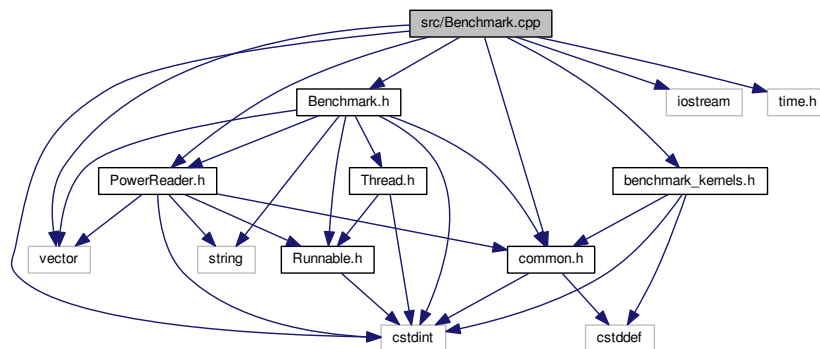 src/Benchmark.cpp
Benchmark.h
iostream
time.h
PowerReader.h
Thread.h
benchmark_kernels.h
vector
string
Runnable.h
common.h
cstdint
cstddef